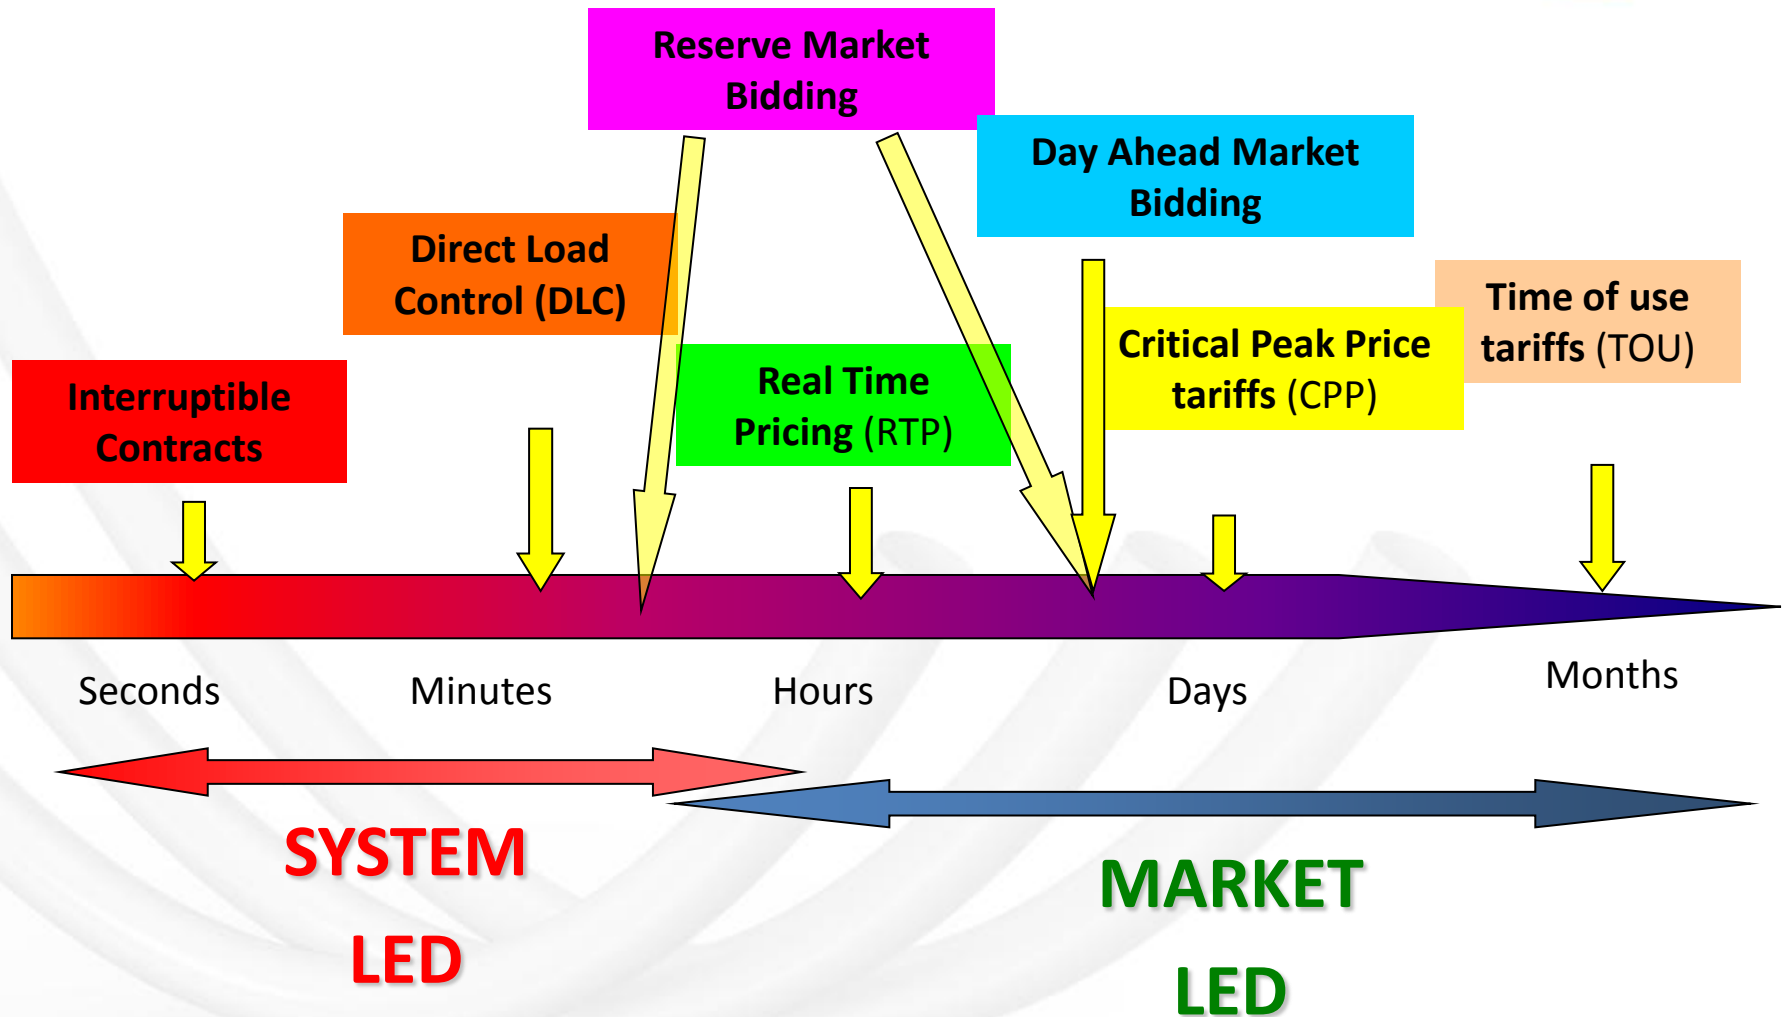 Reserve Market
Bidding
Day Ahead Market
Bidding
Direct Load
Control (DLC)
Time of use
tariffs (TOU)
Critical Peak Price
tariffs (CPP)
Real Time
Pricing (RTP)
Interruptible
Contracts
Seconds
Minutes
Hours
Days
Months
SYSTEM
LED
MARKET
LED